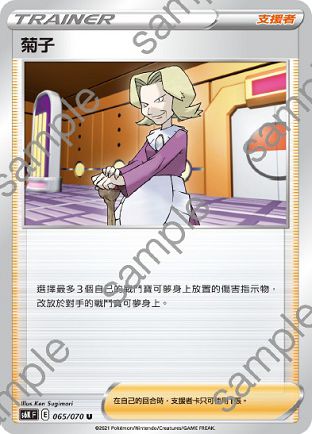 TRAINER 支援者
菊子
sample
sample
sample
sample
sample
sample
sample
選擇最多3個自己的戰鬥寶可夢身上放置的傷害指示物,
改放於對手的戰鬥寶可夢身上。
Illus. Ken Sugimori
S6K F E 065/070 U
在自己的回合時,支援者卡只可使用1張。
©2021 Pokémon/Nintendo/Creatures/GAME FREAK.